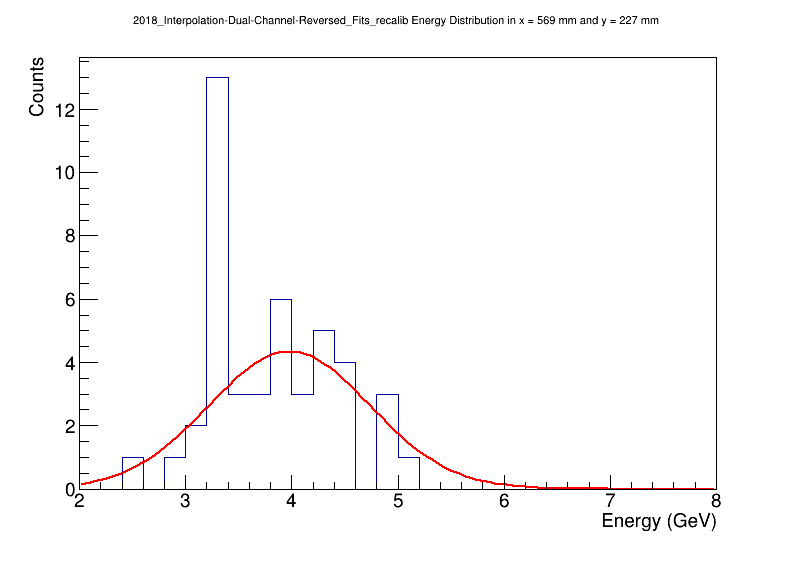 2018_Interpolation-Dual-Channel-Reversed_Fits_recalib Energy Distribution in x = 569 mm and y = 227 mm
Counts
12
10
8
6
4
2
0
2 3 4 5 6 7 8
Energy (GeV)